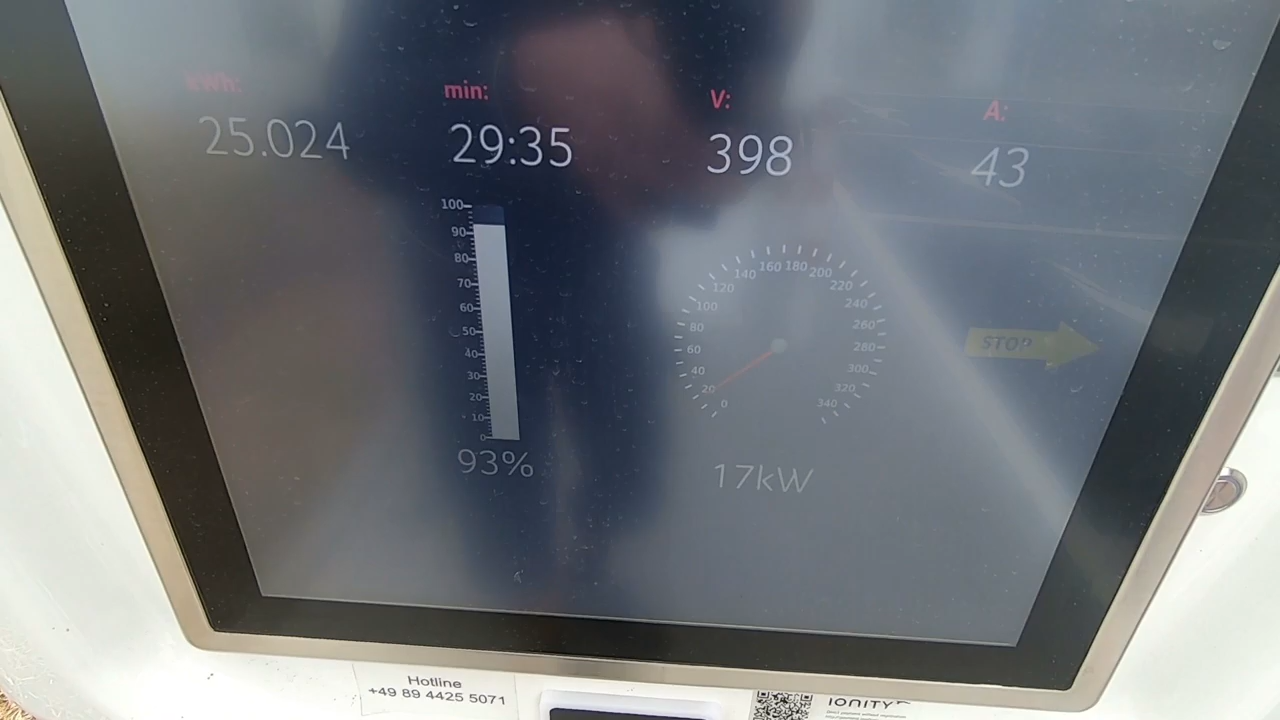 kWh: min: V: A:
25.024 29:35 398 43
100
90
80
70
60
50
40
30
20
10
0
93%
0 20 40 60 80 100 120 140 160 180 200 220 240 260 280 300 320 340
17kW
STOP
Hotline
+49 89 4425 5071
IONITY